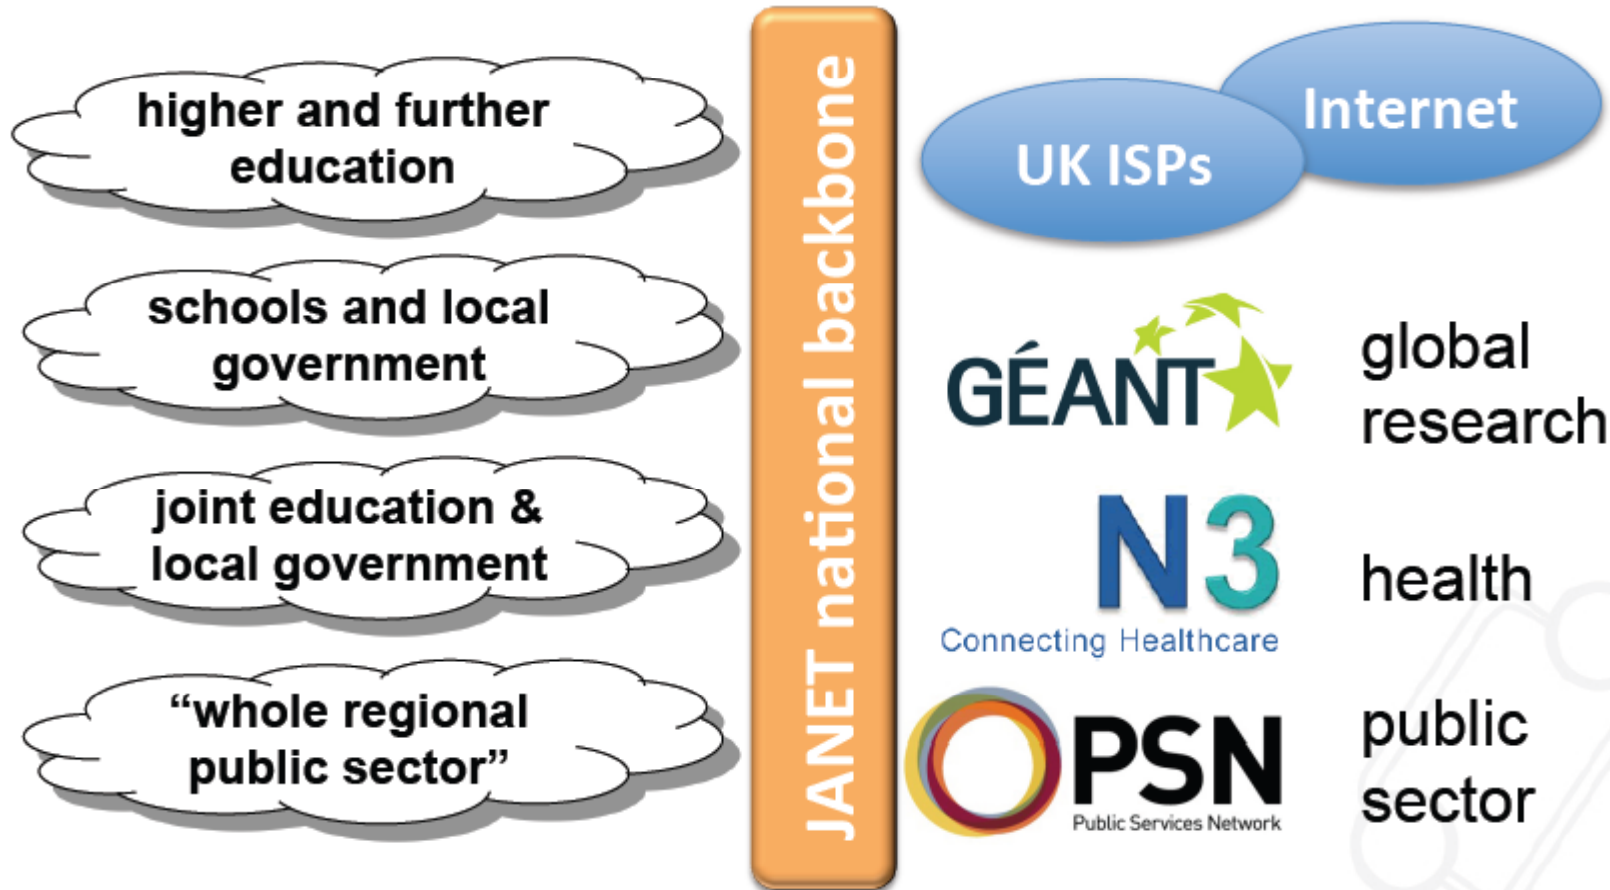 higher and further
education
schools and local
government
joint education &
local government
“whole regional
public sector”
JANET national backbone
UK ISPs
Internet
GÉANT
global
research
N3
Connecting Healthcare
health
PSN
Public Services Network
public
sector